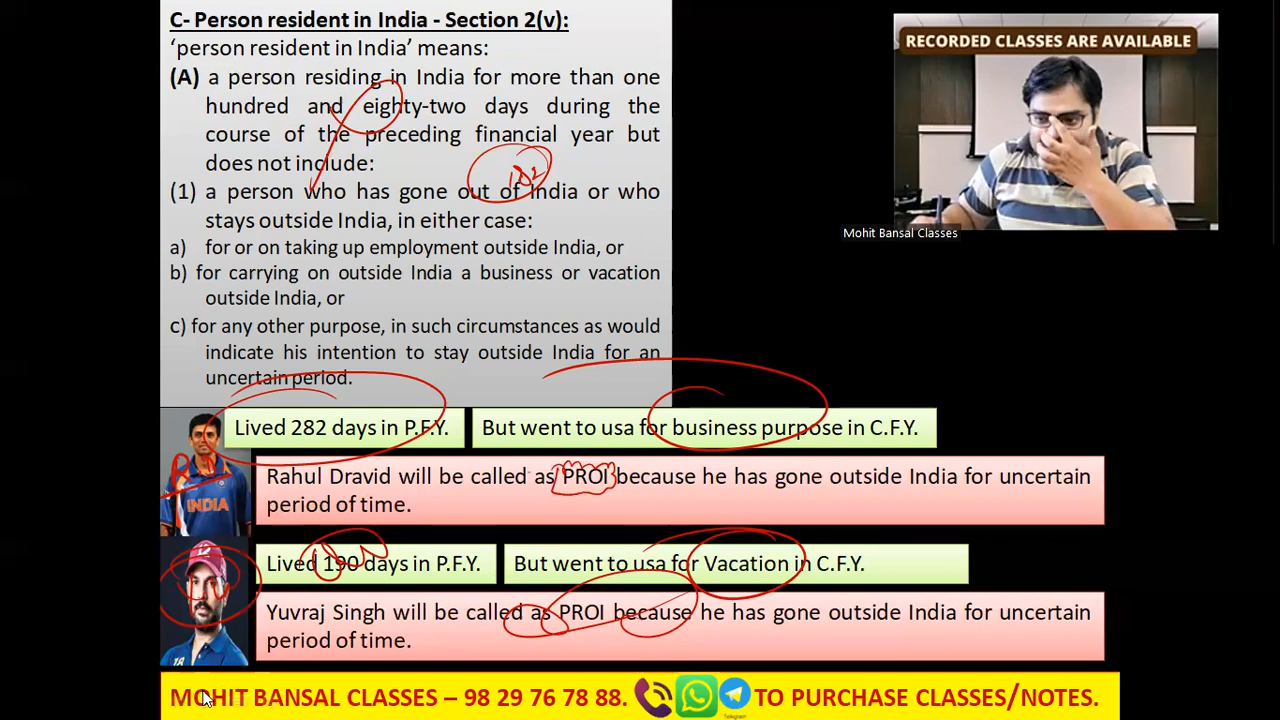 C- Person resident in India - Section 2(v):
'person resident in India' means:
(A) a person residing in India for more than one
hundred and eighty-two days during the
course of the preceding financial year but
does not include:
(1) a person who has gone out of India or who
stays outside India, in either case:
a) for or on taking up employment outside India, or
b) for carrying on outside India a business or vacation
outside India, or
c) for any other purpose, in such circumstances as would
indicate his intention to stay outside India for an
uncertain period.
RECORDED CLASSES ARE AVAILABLE
Mohit Bansal Classes
182
Lived 282 days in P.F.Y.
But went to usa for business purpose in C.F.Y.
INDIA
Rahul Dravid will be called as PROI because he has gone outside India for uncertain
period of time.
Lived 190 days in P.F.Y.
But went to usa for Vacation in C.F.Y.
Yuvraj Singh will be called as PROI because he has gone outside India for uncertain
period of time.
MOHIT BANSAL CLASSES – 98 29 76 78 88.
Telegram
TO PURCHASE CLASSES/NOTES.